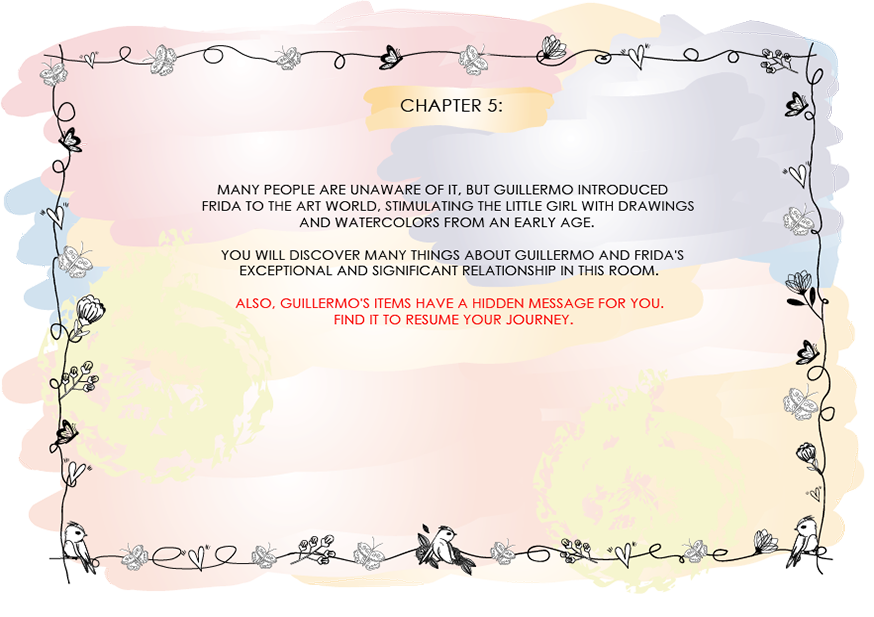 CHAPTER 5:
MANY PEOPLE ARE UNAWARE OF IT, BUT GUILLERMO INTRODUCED
FRIDA TO THE ART WORLD, STIMULATING THE LITTLE GIRL WITH DRAWINGS
AND WATERCOLORS FROM AN EARLY AGE.
YOU WILL DISCOVER MANY THINGS ABOUT GUILLERMO AND FRIDA'S
EXCEPTIONAL AND SIGNIFICANT RELATIONSHIP IN THIS ROOM.
ALSO, GUILLERMO'S ITEMS HAVE A HIDDEN MESSAGE FOR YOU.
FIND IT TO RESUME YOUR JOURNEY.